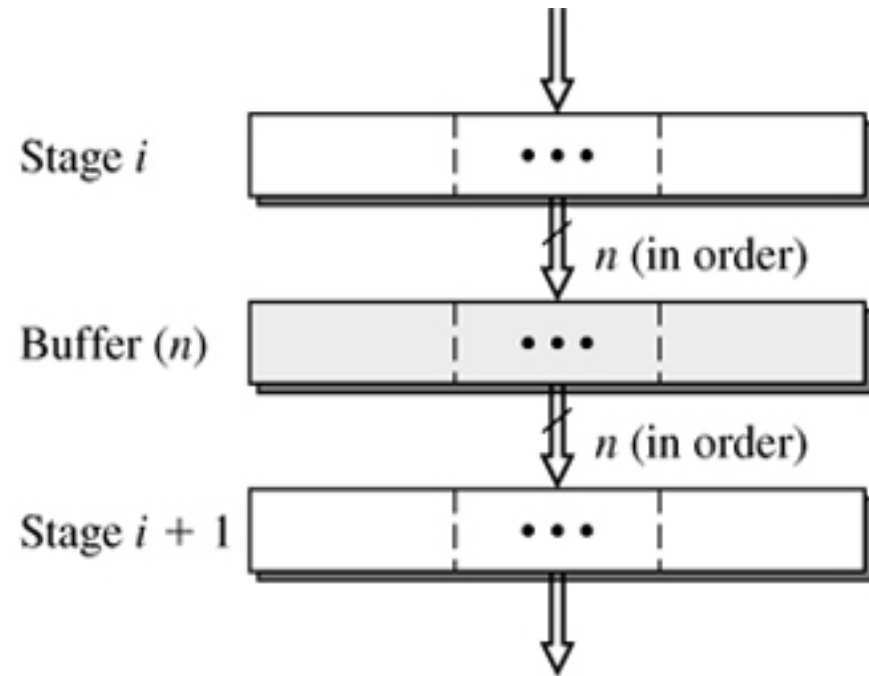 Stage i
• • •
n (in order)
Buffer (n)
• • •
n (in order)
Stage i + 1
• • •